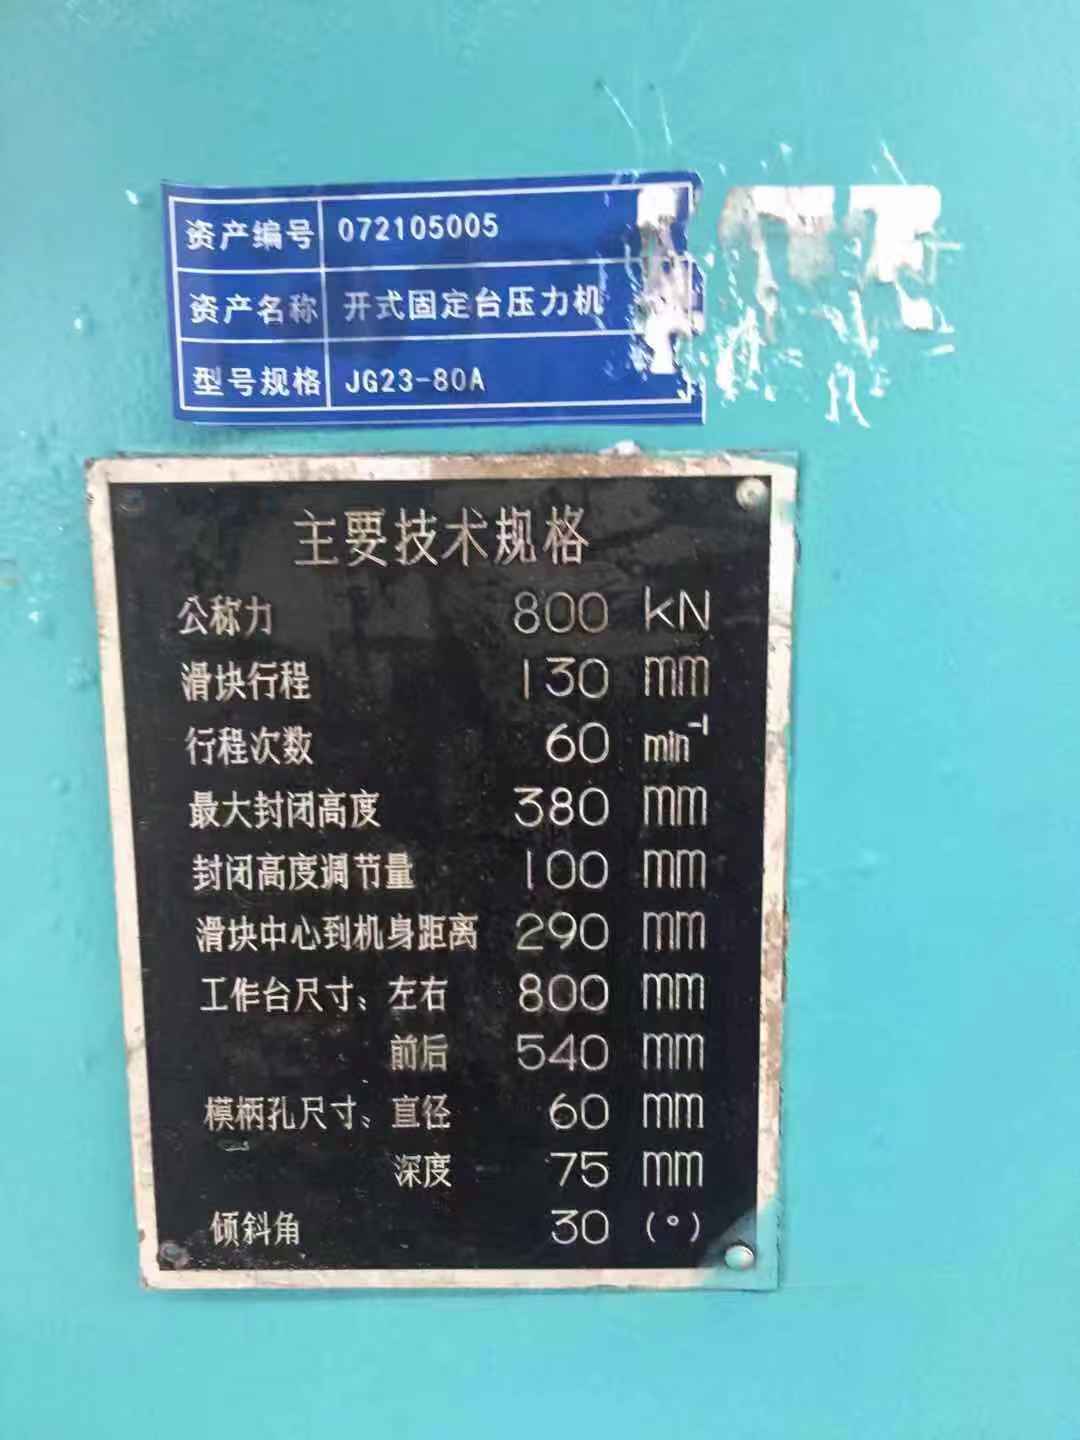 资产编号 072105005
资产名称 开式固定台压力机
型号规格 JG23-80A
主要技术规格
公称力 800 kN
滑块行程 130 mm
行程次数 60 min⁻¹
最大封闭高度 380 mm
封闭高度调节量 100 mm
滑块中心到机身距离 290 mm
工作台尺寸、左右 800 mm
前后 540 mm
模柄孔尺寸、直径 60 mm
深度 75 mm
倾斜角 30 (°)